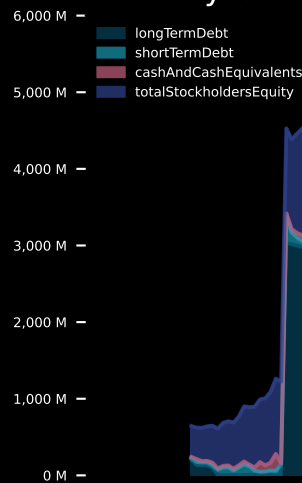 6,000 M
longTermDebt
shortTermDebt
cashAndCashEquivalents
totalStockholdersEquity
5,000 M
4,000 M
3,000 M
2,000 M
1,000 M
0 M